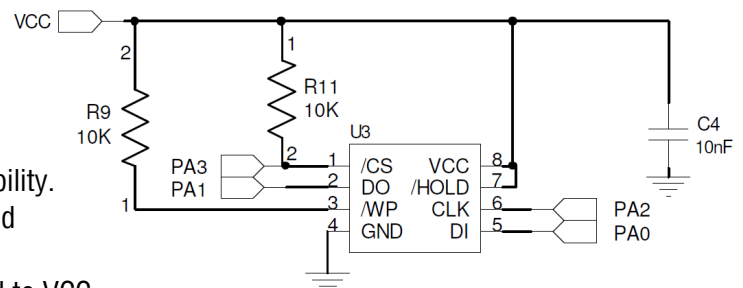 VCC
2
1
R11
10K
R9
10K
U3
2
PA3
1
/CS
VCC
8
PA1
2
DO
/HOLD
7
1
3
/WP
CLK
6
PA2
4
GND
DI
5
PA0
C4
10nF
to VCC